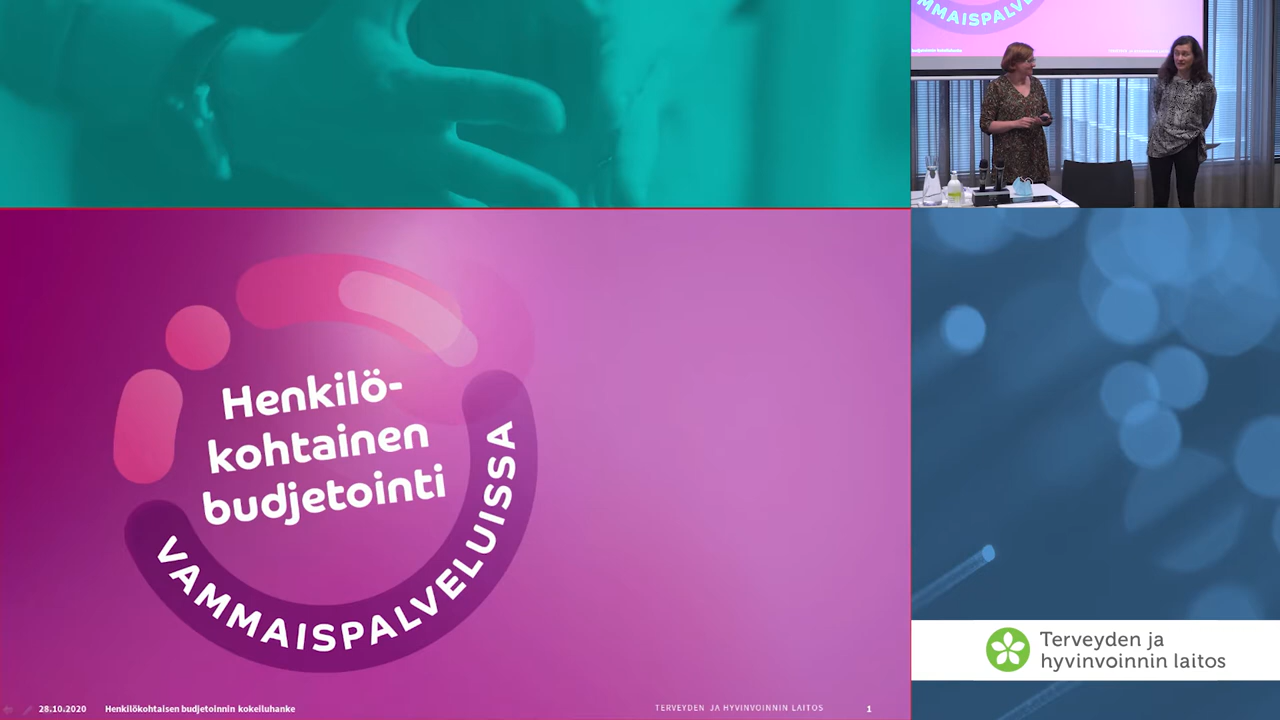 VAMMAISPALVE
Henkilö-
kohtainen
budjetointi
VAMMAISPALVELUISSA
Terveyden ja
hyvinvoinnin laitos
28.10.2020 Henkilökohtaisen budjetoinnin kokeiluhanke TERVEYDEN JA HYVINVOINNIN LAITOS 1